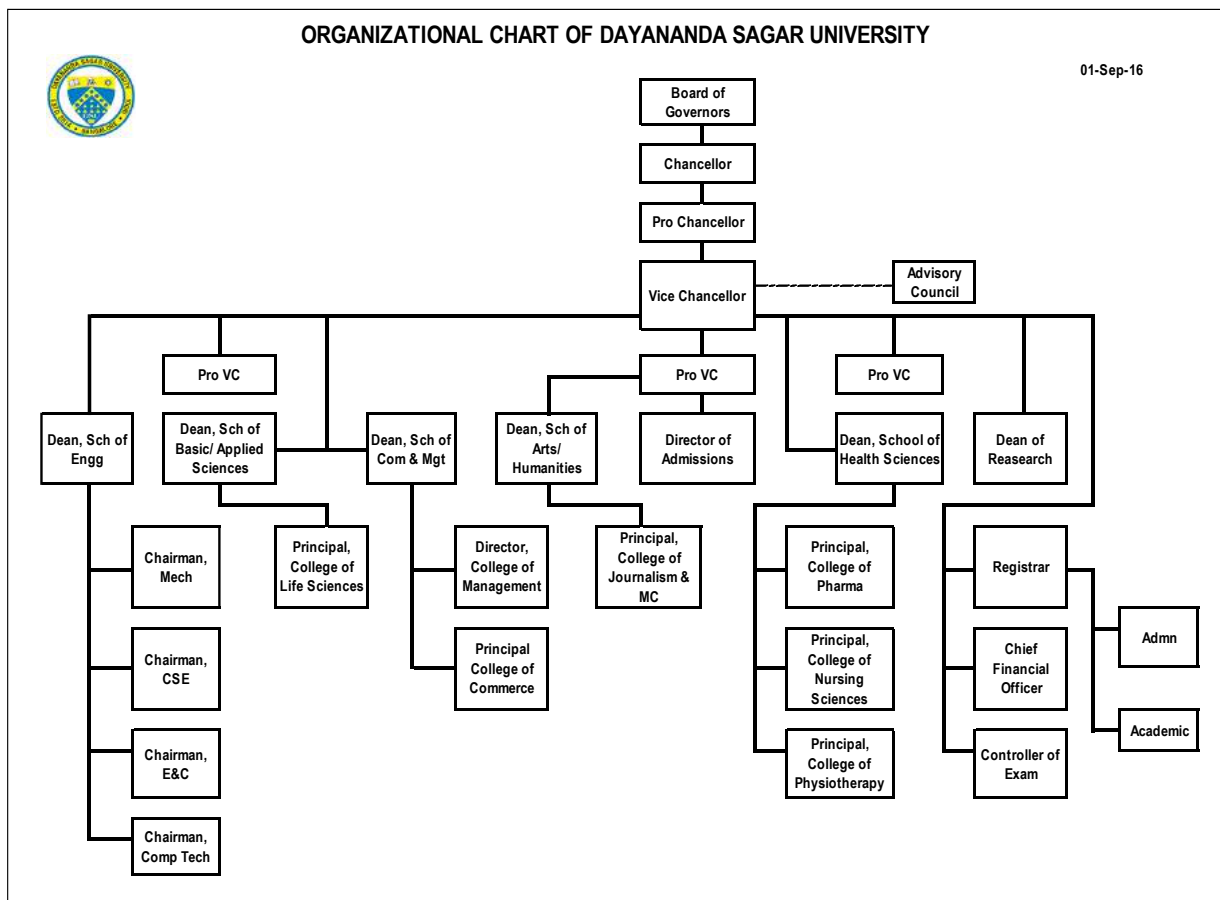 ORGANIZATIONAL CHART OF DAYANANDA SAGAR UNIVERSITY
01-Sep-16
DAYANANDA SAGAR UNIVERSITY
BANGALORE
Board of
Governors
Chancellor
Pro Chancellor
Vice Chancellor
Advisory
Council
Pro VC
Pro VC
Pro VC
Dean, Sch of
Engg
Dean, Sch of
Basic/ Applied
Sciences
Dean, Sch of
Com & Mgt
Dean, Sch of
Arts/
Humanities
Director of
Admissions
Dean, School of
Health Sciences
Dean of
Reasearch
Chairman,
Mech
Principal,
College of
Life Sciences
Director,
College of
Management
Principal,
College of
Journalism &
MC
Principal,
College of
Pharma
Registrar
Admn
Chairman,
CSE
Principal
College of
Commerce
Principal,
College of
Nursing
Sciences
Chief
Financial
Officer
Academic
Chairman,
E&C
Principal,
College of
Physiotherapy
Controller of
Exam
Chairman,
Comp Tech